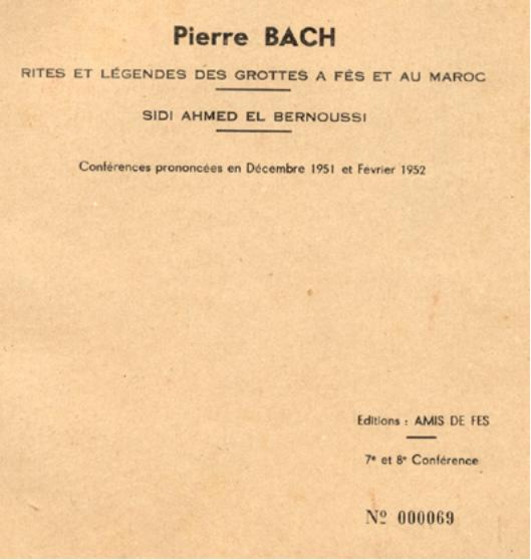 Pierre BACH
RITES ET LÉGENDES DES GROTTES A FÈS ET AU MAROC
SIDI AHMED EL BERNOUSSI
Conférences prononcées en Décembre 1951 et Février 1952
Editions : AMIS DE FES
7e et 8e Conférence
Nº 000069